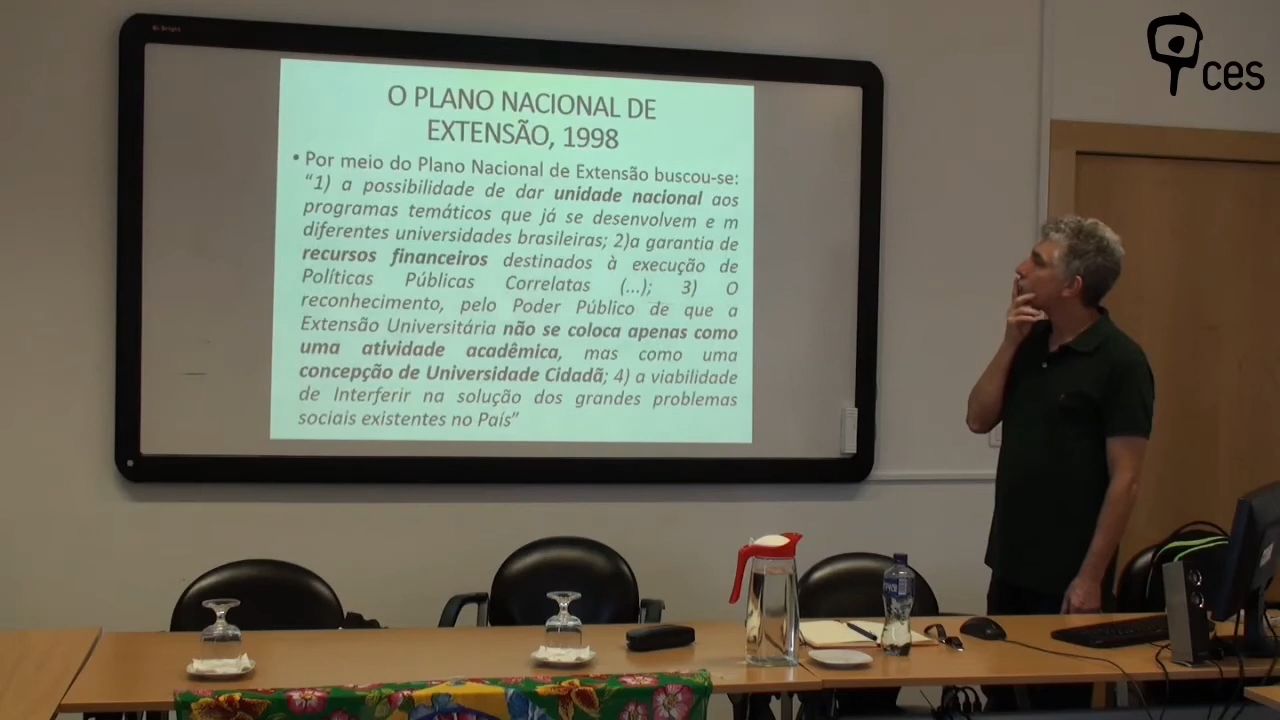 ces
O PLANO NACIONAL DE
EXTENSÃO, 1998
• Por meio do Plano Nacional de Extensão buscou-se:
“1) a possibilidade de dar unidade nacional aos
programas temáticos que já se desenvolvem e m
diferentes universidades brasileiras; 2)a garantia de
recursos financeiros destinados à execução de
Políticas Públicas Correlatas (...); 3) O
reconhecimento, pelo Poder Público de que a
Extensão Universitária não se coloca apenas como
uma atividade acadêmica, mas como uma
concepção de Universidade Cidadã; 4) a viabilidade
de Interferir na solução dos grandes problemas
sociais existentes no País”